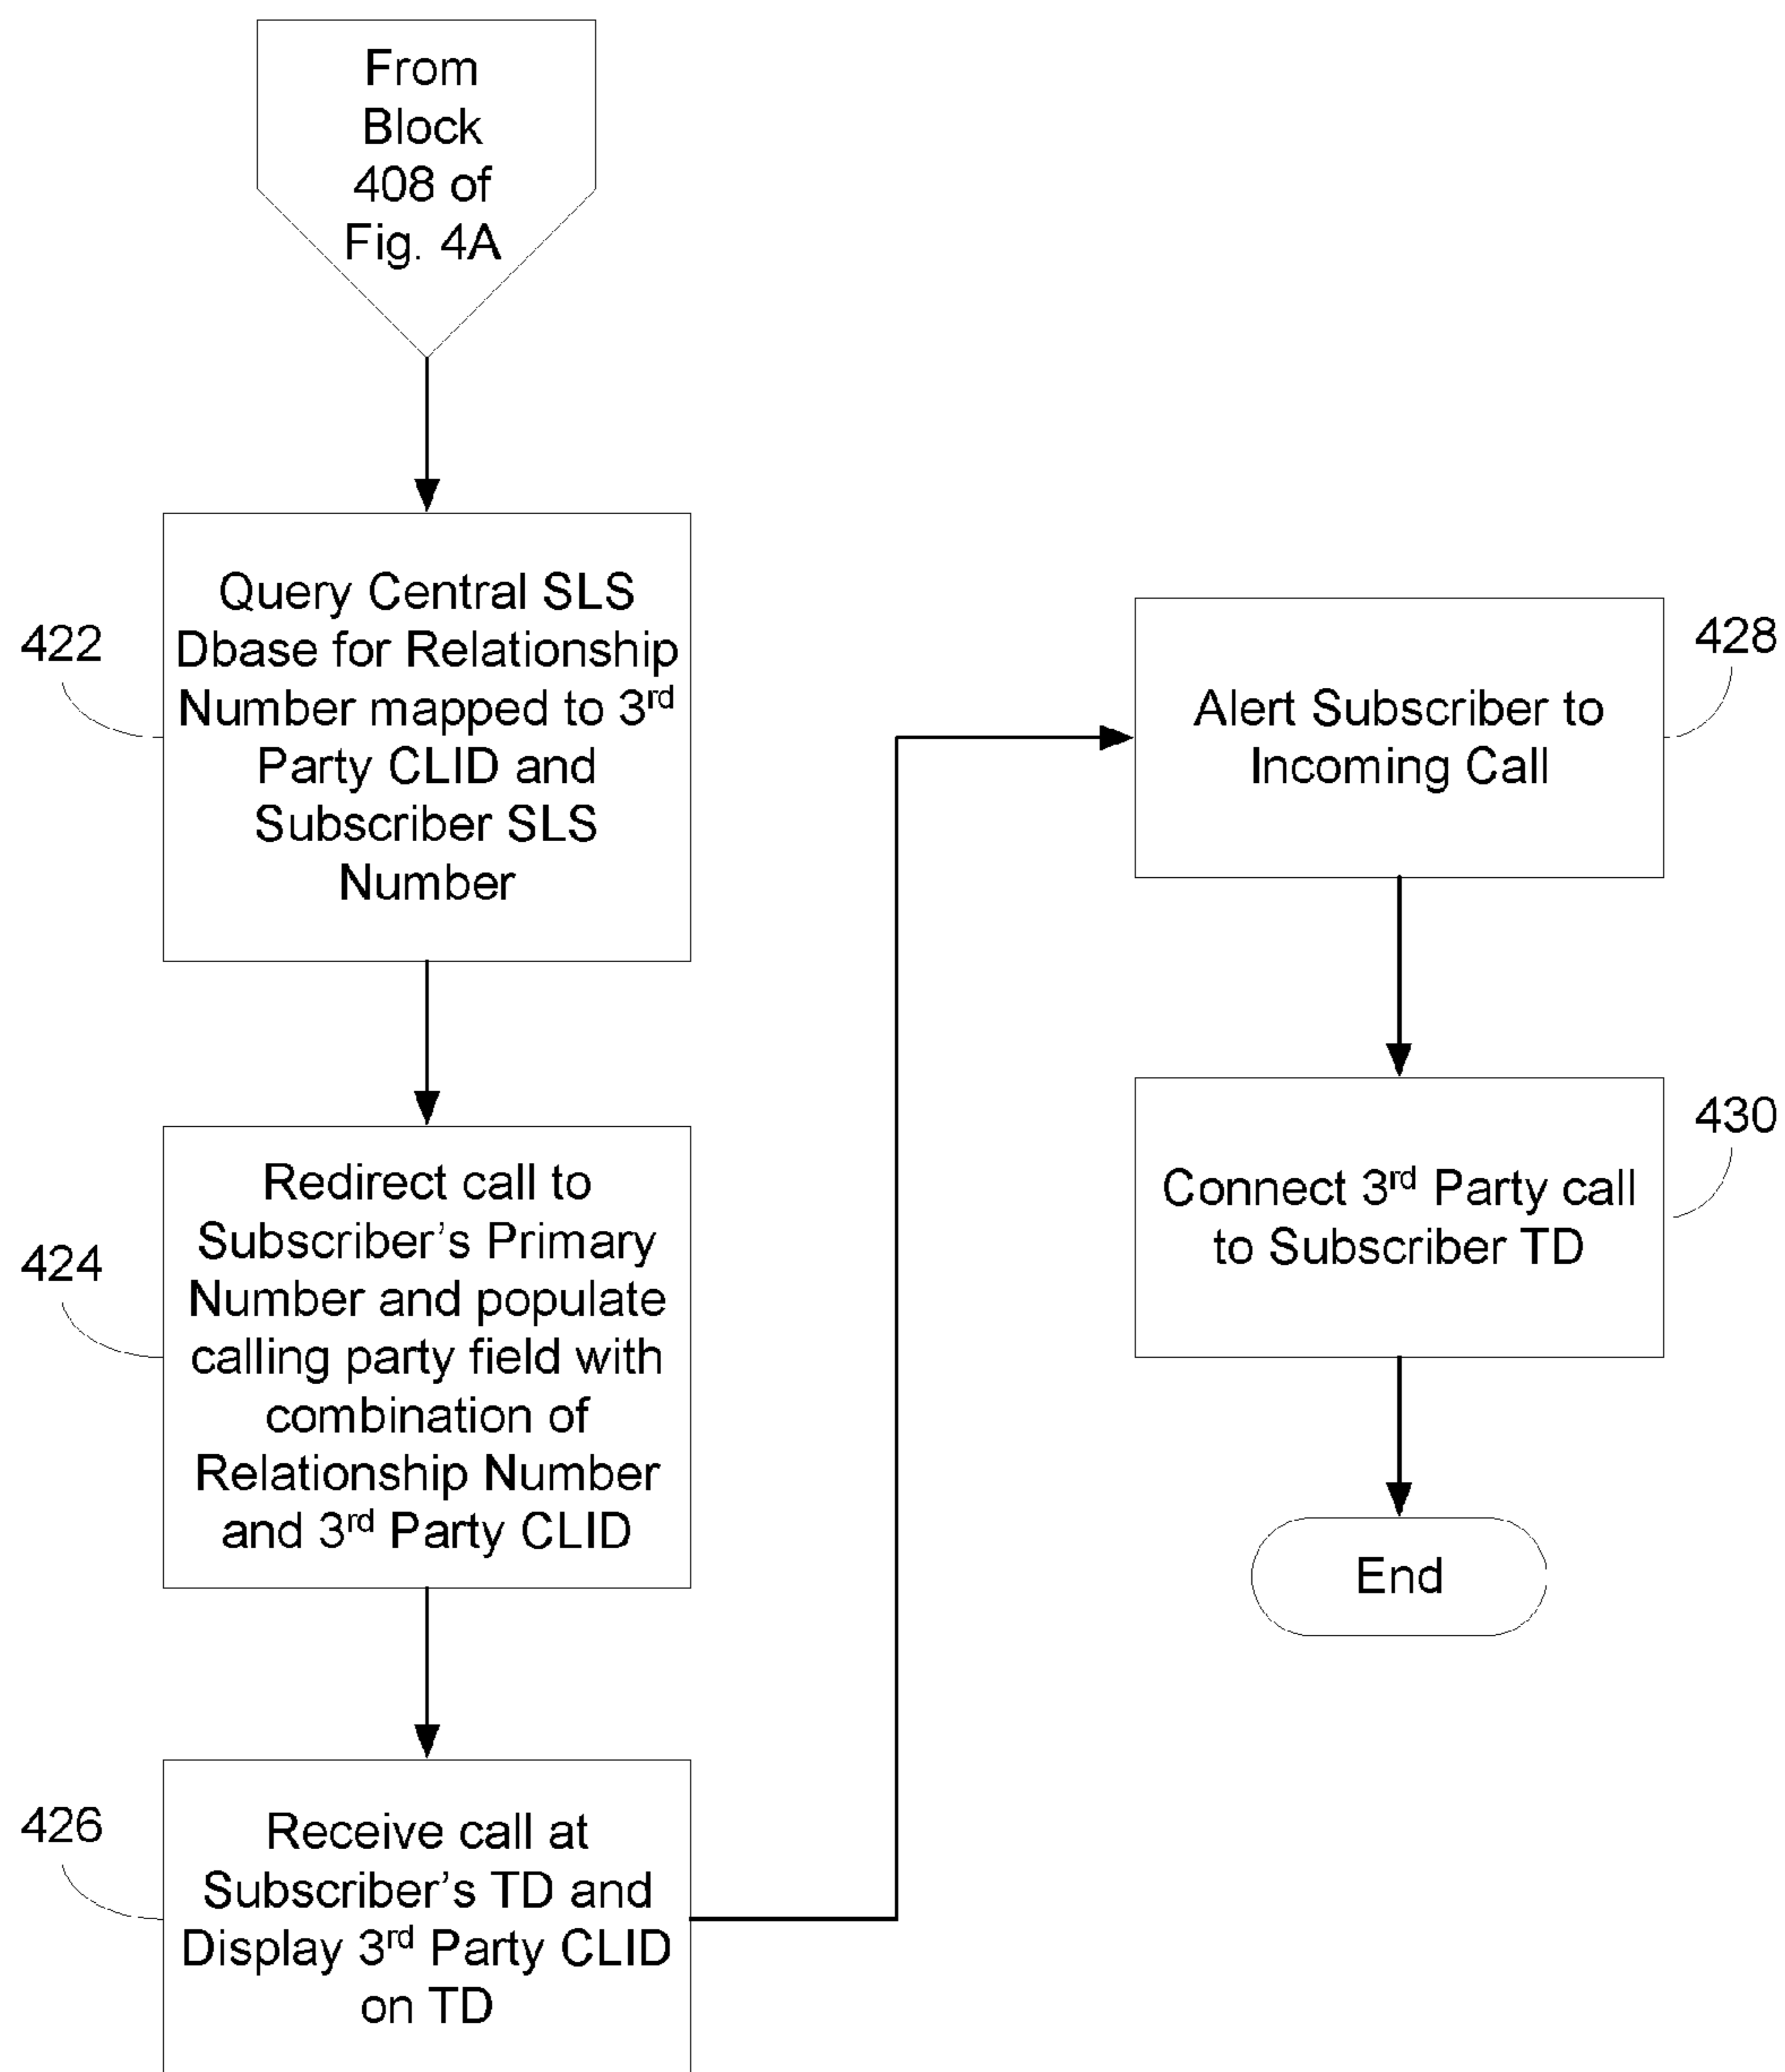 From
Block
408 of
Fig. 4A
422
Query Central SLS
Dbase for Relationship
Number mapped to 3rd
Party CLID and
Subscriber SLS
Number
424
Redirect call to
Subscriber’s Primary
Number and populate
calling party field with
combination of
Relationship Number
and 3rd Party CLID
426
Receive call at
Subscriber’s TD and
Display 3rd Party CLID
on TD
428
Alert Subscriber to
Incoming Call
430
Connect 3rd Party call
to Subscriber TD
End